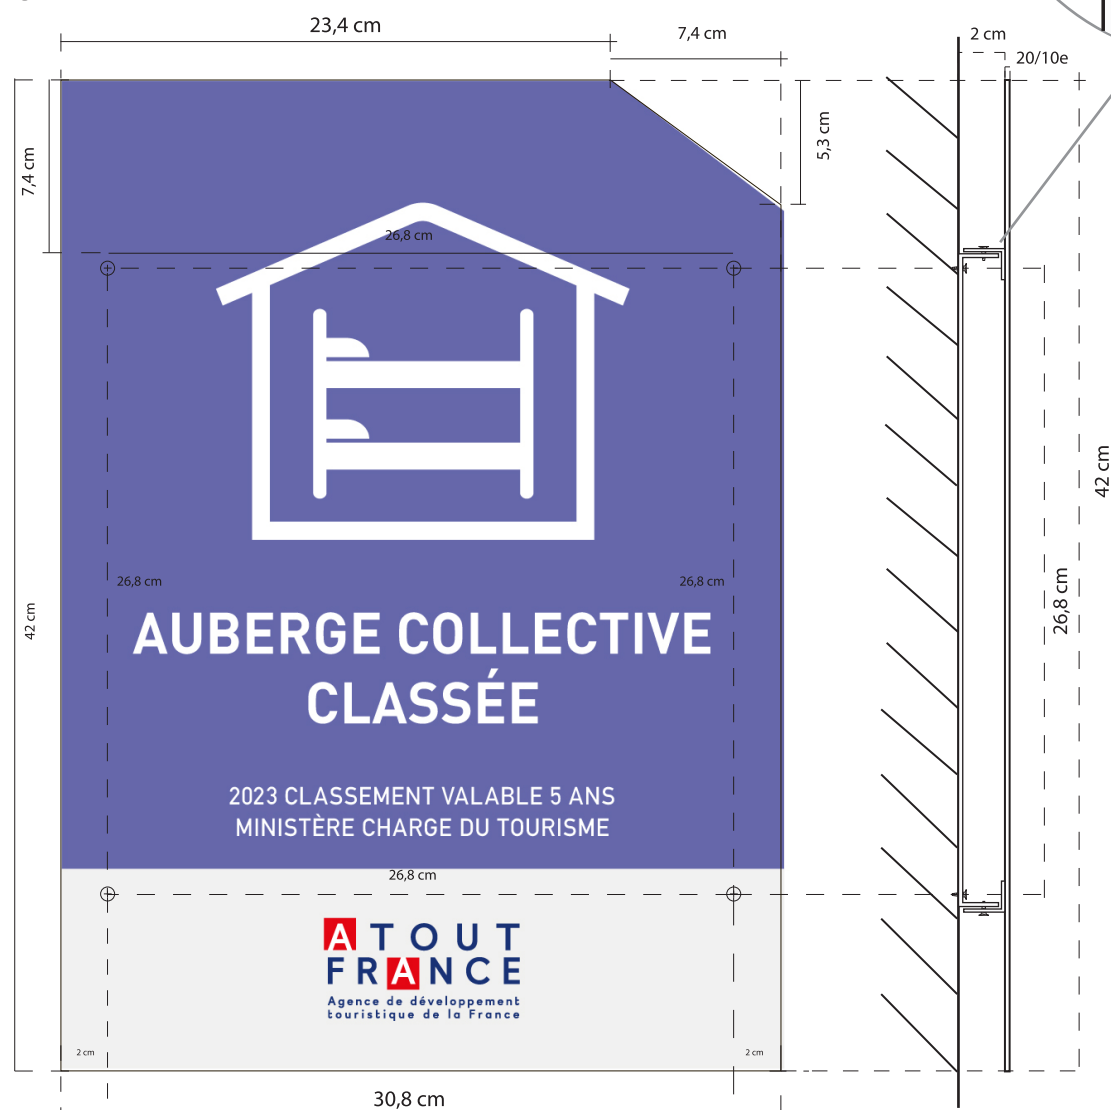 23,4 cm
7,4 cm
2 cm
20/10e
5,3 cm
7,4 cm
26,8 cm
42 cm
26,8 cm
26,8 cm
26,8 cm
42 cm
AUBERGE COLLECTIVE
CLASSÉE
2023 CLASSEMENT VALABLE 5 ANS
MINISTÈRE CHARGE DU TOURISME
26,8 cm
ATOUT
FRANCE
Agence de développement
touristique de la France
2 cm
2 cm
30,8 cm